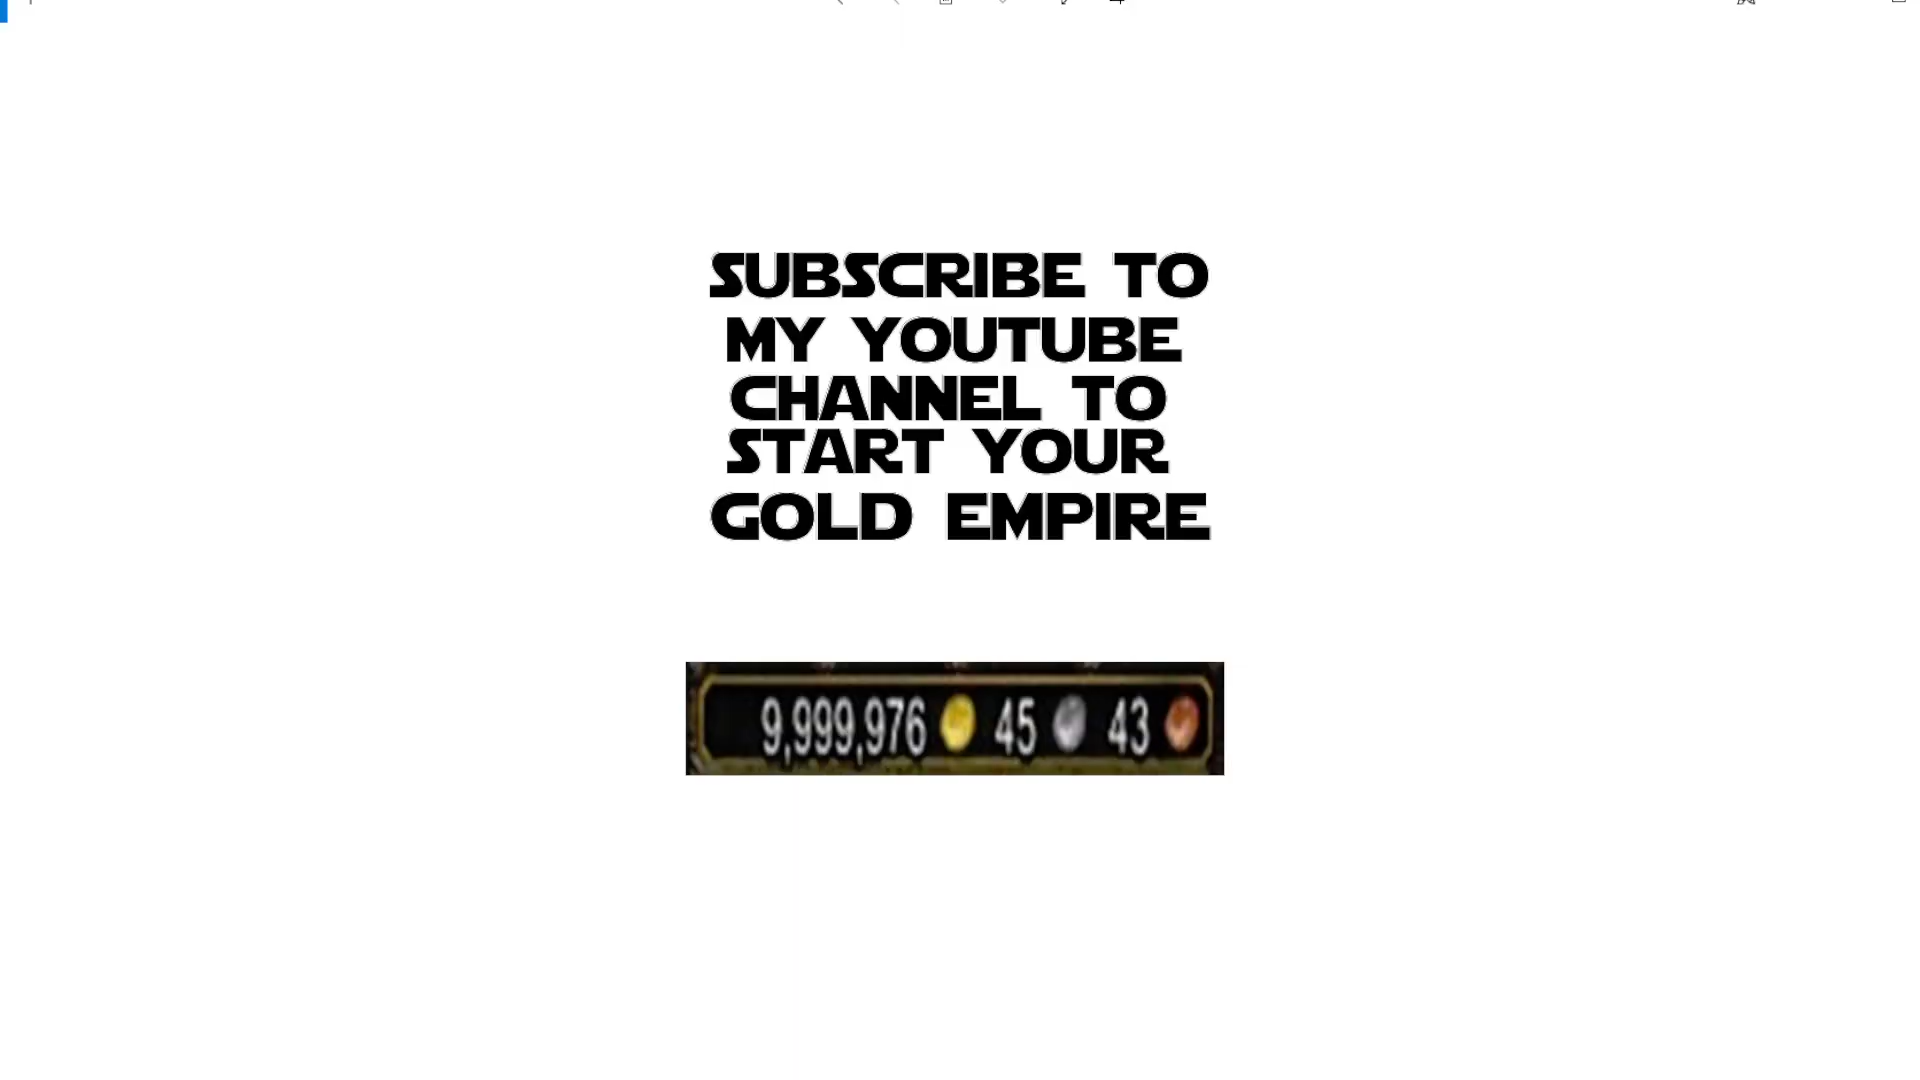 SUBSCRIBE TO
MY YOUTUBE
CHANNEL TO
START YOUR
GOLD EMPIRE
9,999,976 45 43